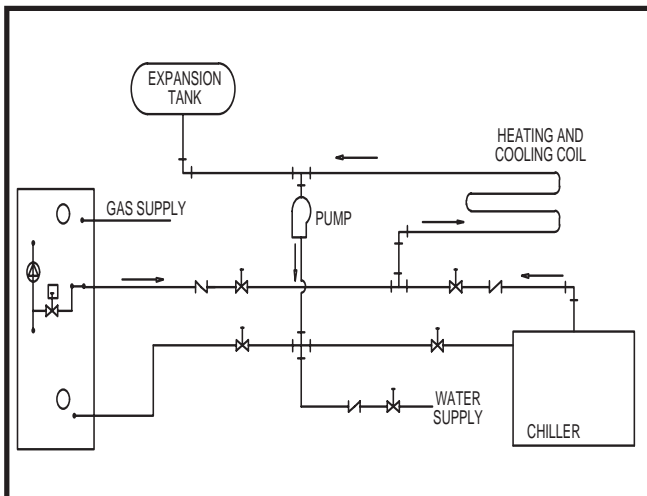 EXPANSION
TANK
HEATING AND
COOLING COIL
GAS SUPPLY
PUMP
WATER
SUPPLY
CHILLER